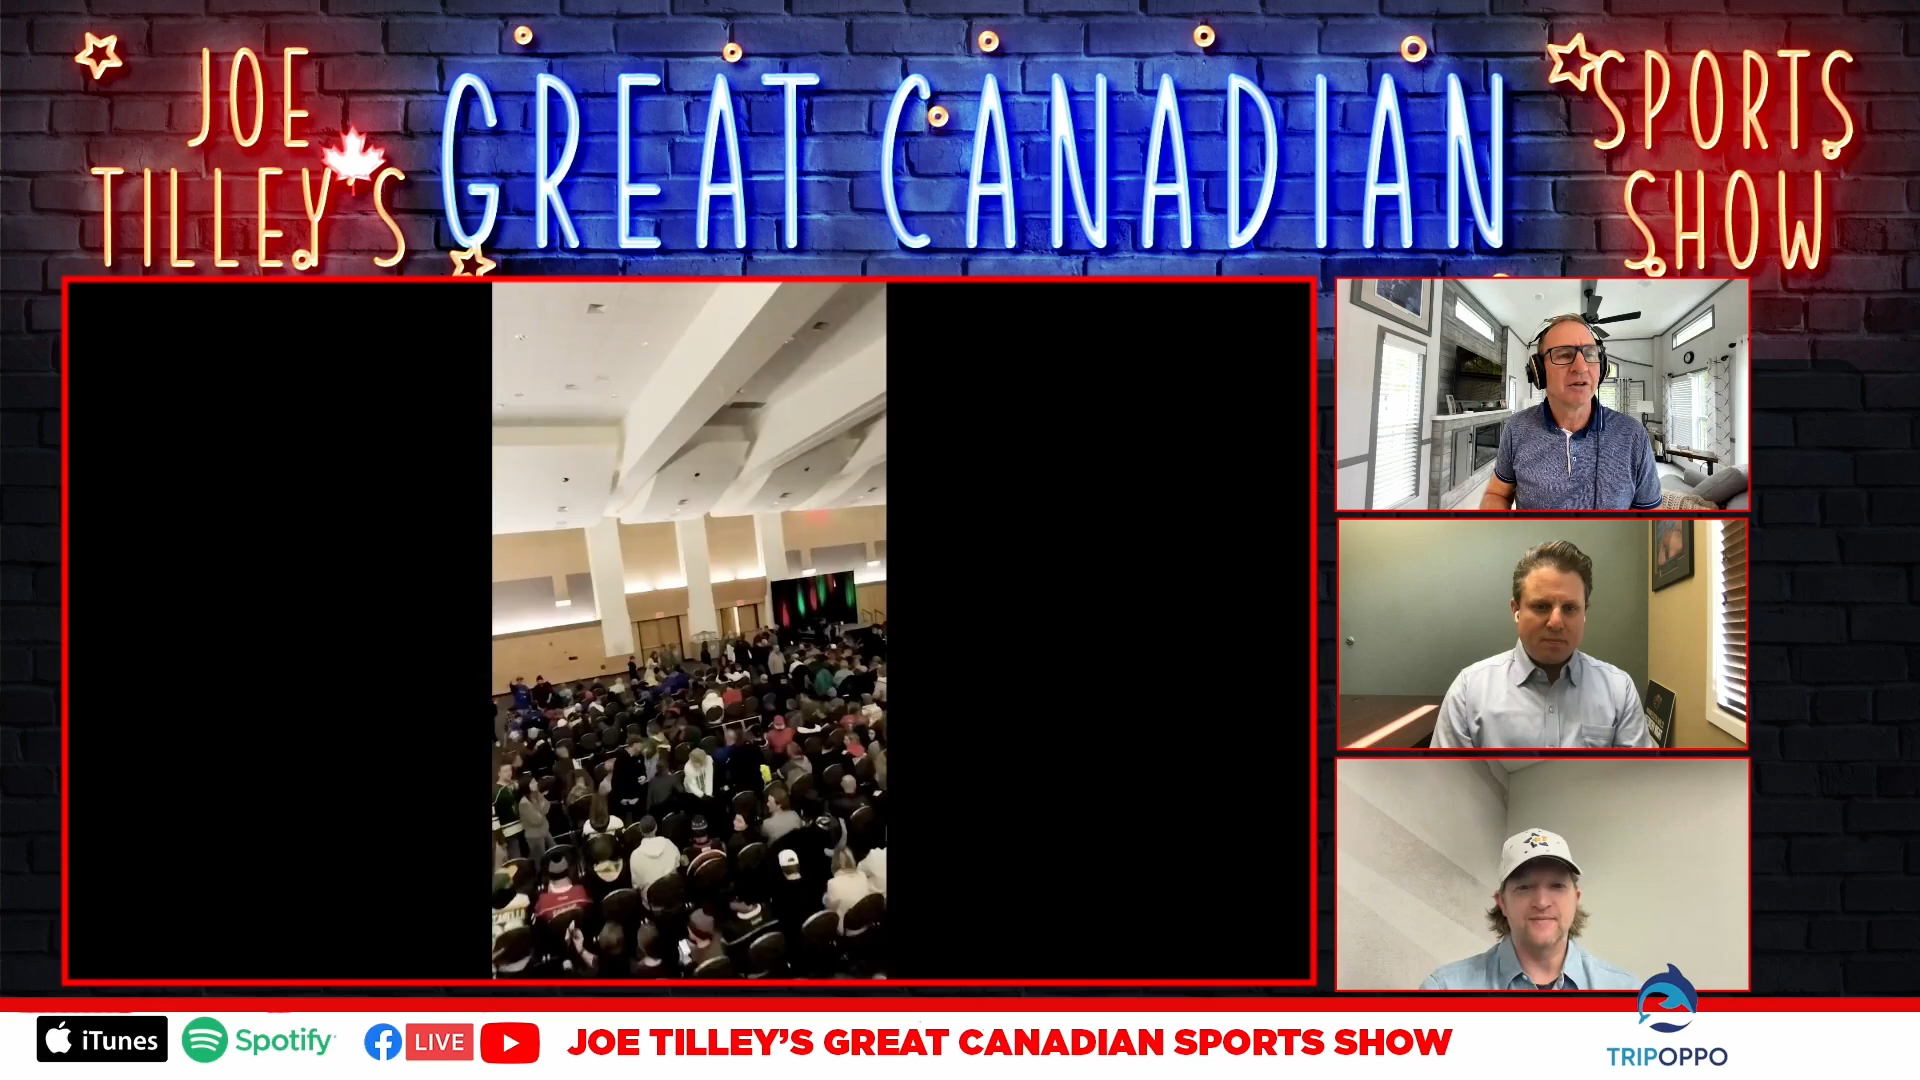 JOE
TILLEY'S
GREAT CANADIAN
SPORTS
SHOW
iTunes
Spotify
LIVE
JOE TILLEY'S GREAT CANADIAN SPORTS SHOW
TRIPOPPO